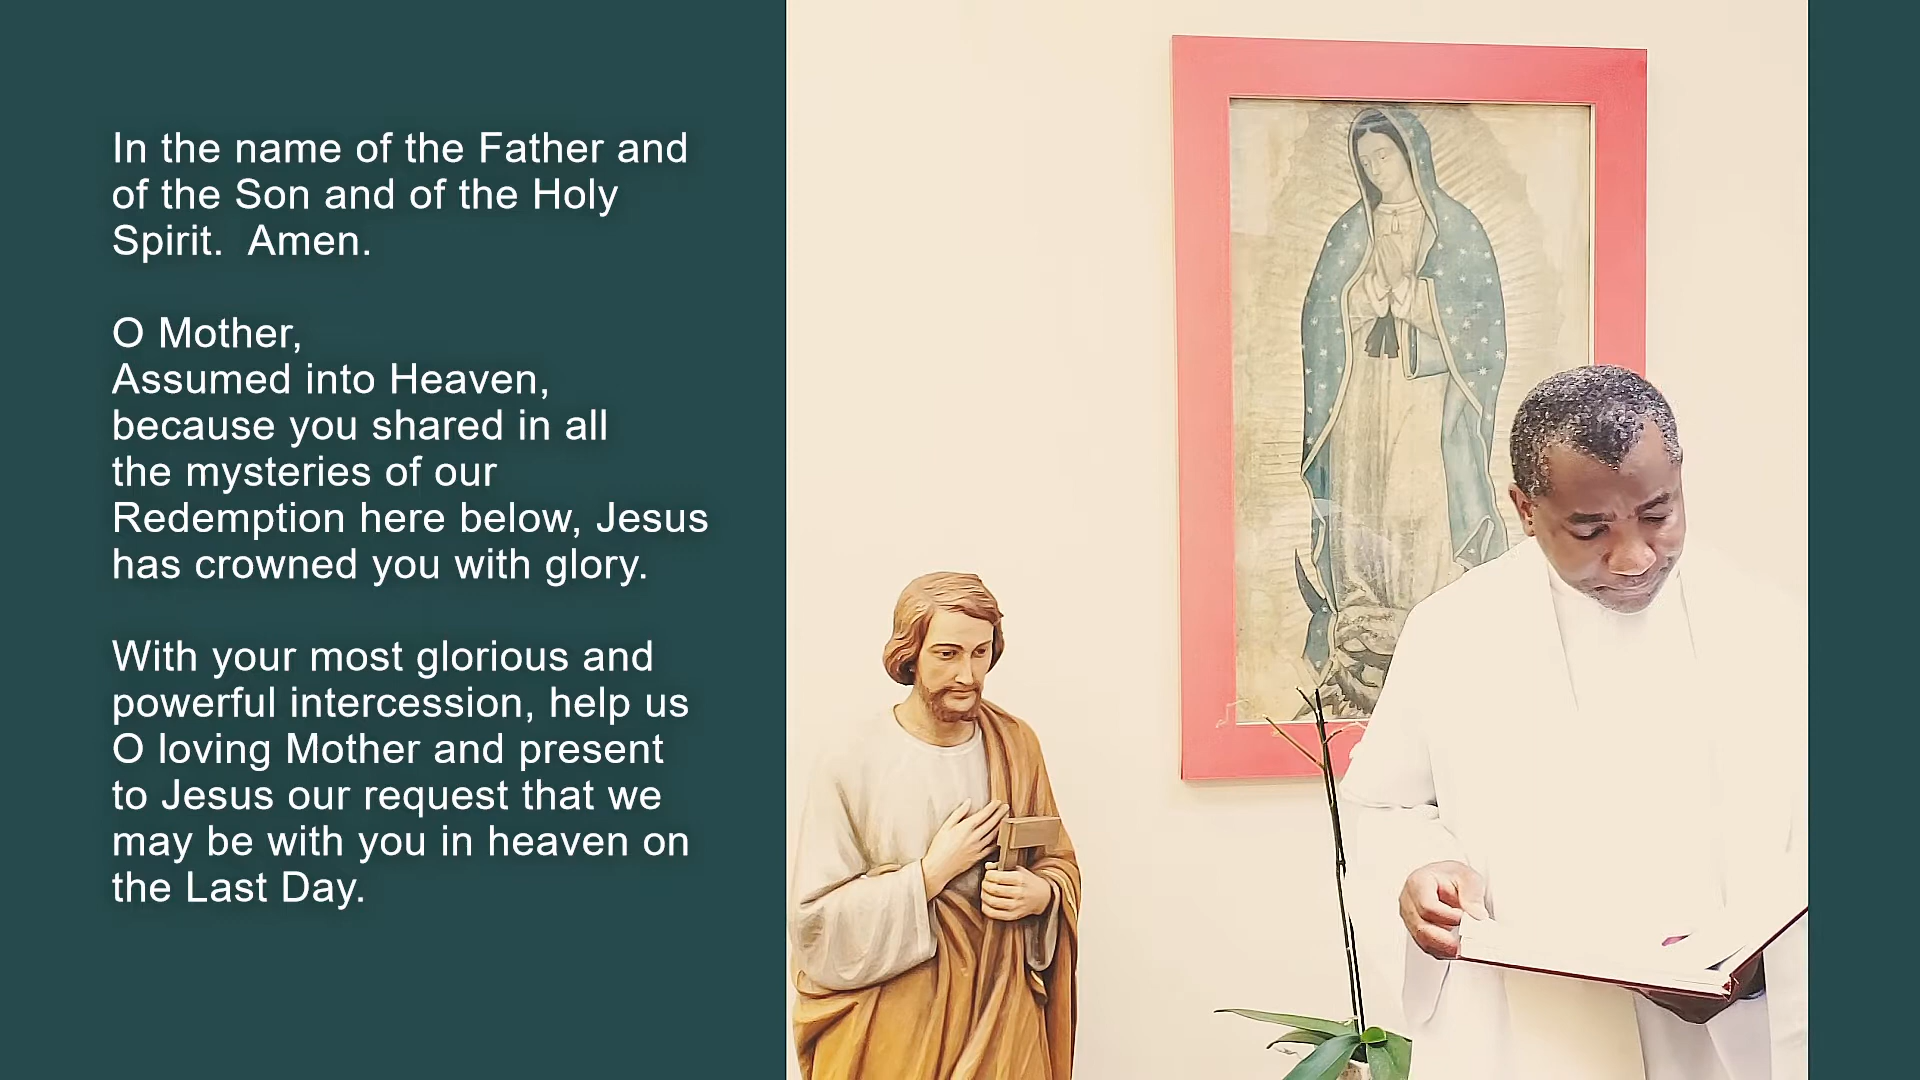 In the name of the Father and
of the Son and of the Holy
Spirit.  Amen.
O Mother,
Assumed into Heaven,
because you shared in all
the mysteries of our
Redemption here below, Jesus
has crowned you with glory.
With your most glorious and
powerful intercession, help us
O loving Mother and present
to Jesus our request that we
may be with you in heaven on
the Last Day.